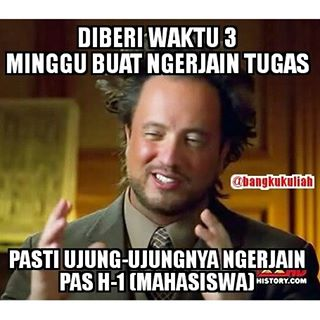 DIBERI WAKTU 3
MINGGU BUAT NGERJAIN TUGAS
@bangkukuliah
PASTI UJUNG-UJUNGNYA NGERJAIN
PAS H-1 (MAHASISWA)
HISTORY.COM